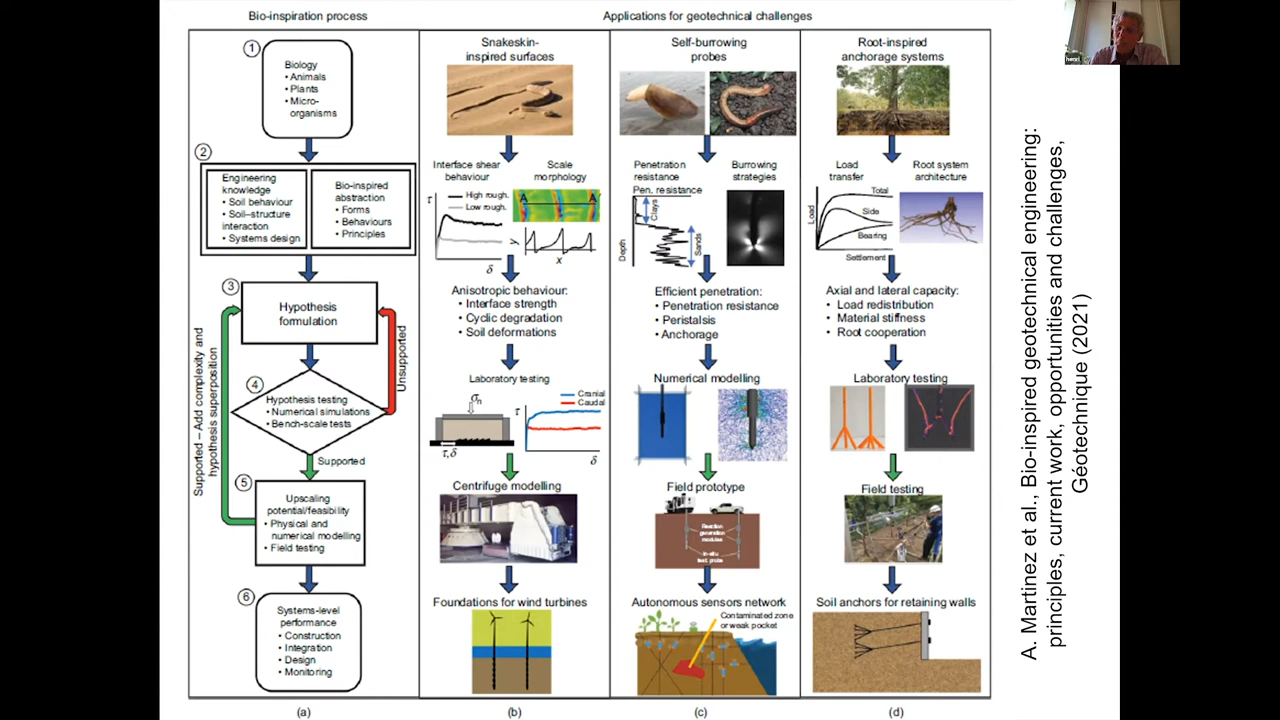 Bio-inspiration process
Applications for geotechnical challenges
1
Biology
• Animals
• Plants
• Micro-
organisms
2
Engineering
knowledge
• Soil behaviour
• Soil–structure
interaction
• Systems design
Bio-inspired
abstraction
• Forms
• Behaviours
• Principles
3
Hypothesis
formulation
Unsupported
Supported – Add complexity and
hypothesis superposition
4
Hypothesis testing
• Numerical simulations
• Bench-scale tests
Supported
5
Upscaling
potential/feasibility
• Physical and
numerical modelling
• Field testing
6
Systems-level
performance
• Construction
• Integration
• Design
• Monitoring
(a)
Snakeskin-
inspired surfaces
Interface shear
behaviour
Scale
morphology
τ
High rough.
Low rough.
δ
A
A
y
x
Anisotropic behaviour:
• Interface strength
• Cyclic degradation
• Soil deformations
Laboratory testing
σn
τ,δ
τ
Cranial
Caudal
δ
Centrifuge modelling
Foundations for wind turbines
(b)
Self-burrowing
probes
Penetration
resistance
Burrowing
strategies
Pen. resistance
Clays
Sands
Depth
Efficient penetration:
• Penetration resistance
• Peristalsis
• Anchorage
Numerical modelling
Field prototype
Reaction
generation
modules
In-situ
test probe
Autonomous sensors network
Contaminated zone
or weak pocket
(c)
Root-inspired
anchorage systems
Load
transfer
Root system
architecture
Load
Total
Side
Bearing
Settlement
Axial and lateral capacity:
• Load redistribution
• Material stiffness
• Root cooperation
Laboratory testing
Field testing
Soil anchors for retaining walls
(d)
A. Martinez et al., Bio-inspired geotechnical engineering:
principles, current work, opportunities and challenges,
Géotechnique (2021)